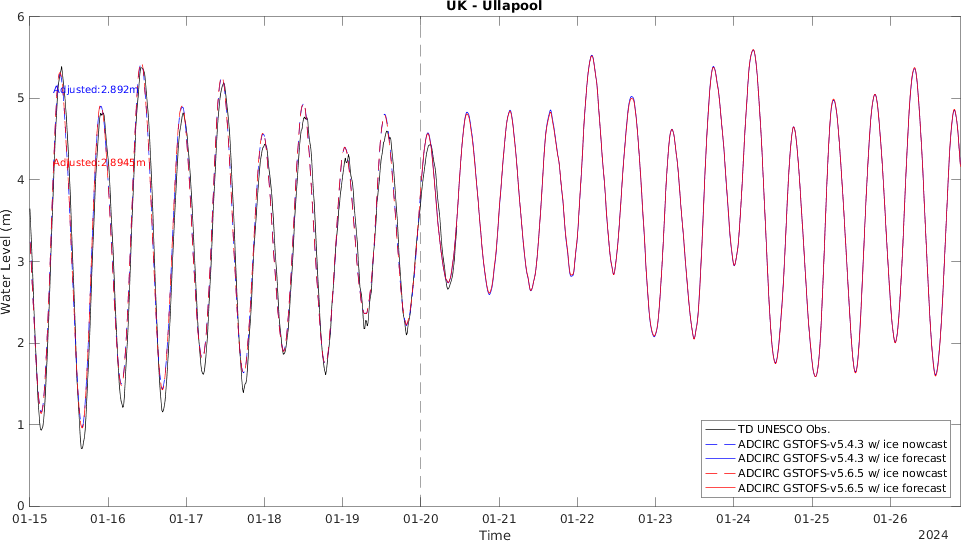 UK - Ullapool
6
5
4
3
2
1
0
Water Level (m)
Adjusted:2.892m
Adjusted:2.8945m
TD UNESCO Obs.
ADCIRC GSTOFS-v5.4.3 w/ ice nowcast
ADCIRC GSTOFS-v5.4.3 w/ ice forecast
ADCIRC GSTOFS-v5.6.5 w/ ice nowcast
ADCIRC GSTOFS-v5.6.5 w/ ice forecast
01-15 01-16 01-17 01-18 01-19 01-20 01-21 01-22 01-23 01-24 01-25 01-26
Time
2024